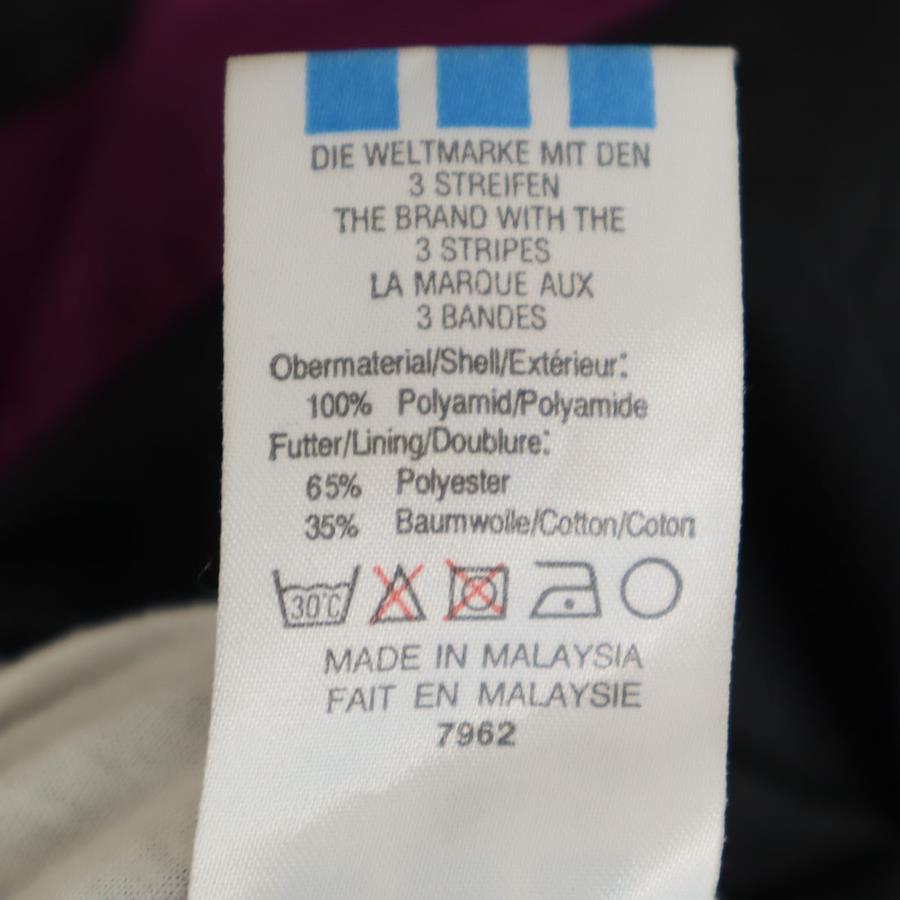 DIE WELTMARKE MIT DEN
3 STREIFEN
THE BRAND WITH THE
3 STRIPES
LA MARQUE AUX
3 BANDES
Obermaterial/Shell/Extérieur:
100% Polyamid/Polyamide
Futter/Lining/Doublure:
65% Polyester
35% Baumwolle/Cotton/Coton
30°C
MADE IN MALAYSIA
FAIT EN MALAYSIE
7962